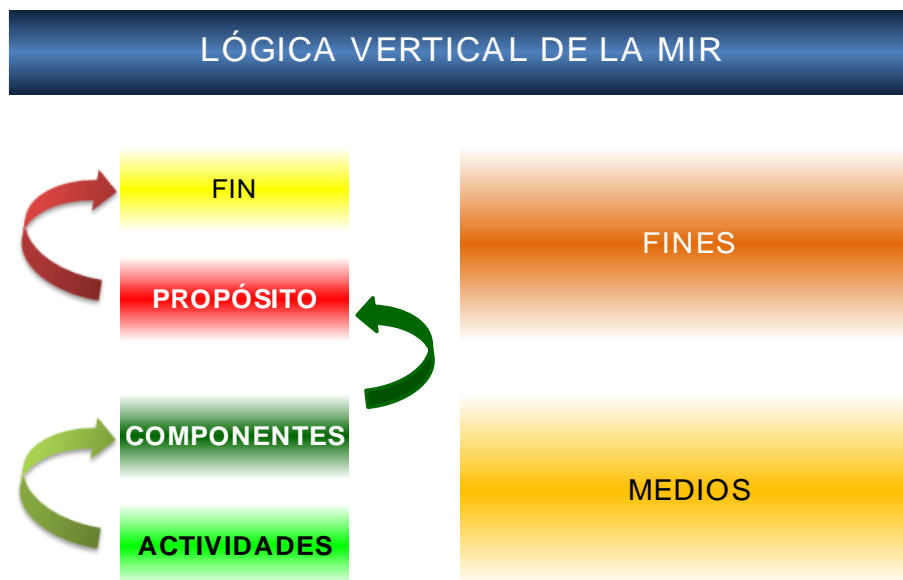 LÓGICA VERTICAL DE LA MIR
FIN
PROPÓSITO
COMPONENTES
ACTIVIDADES
FINES
MEDIOS